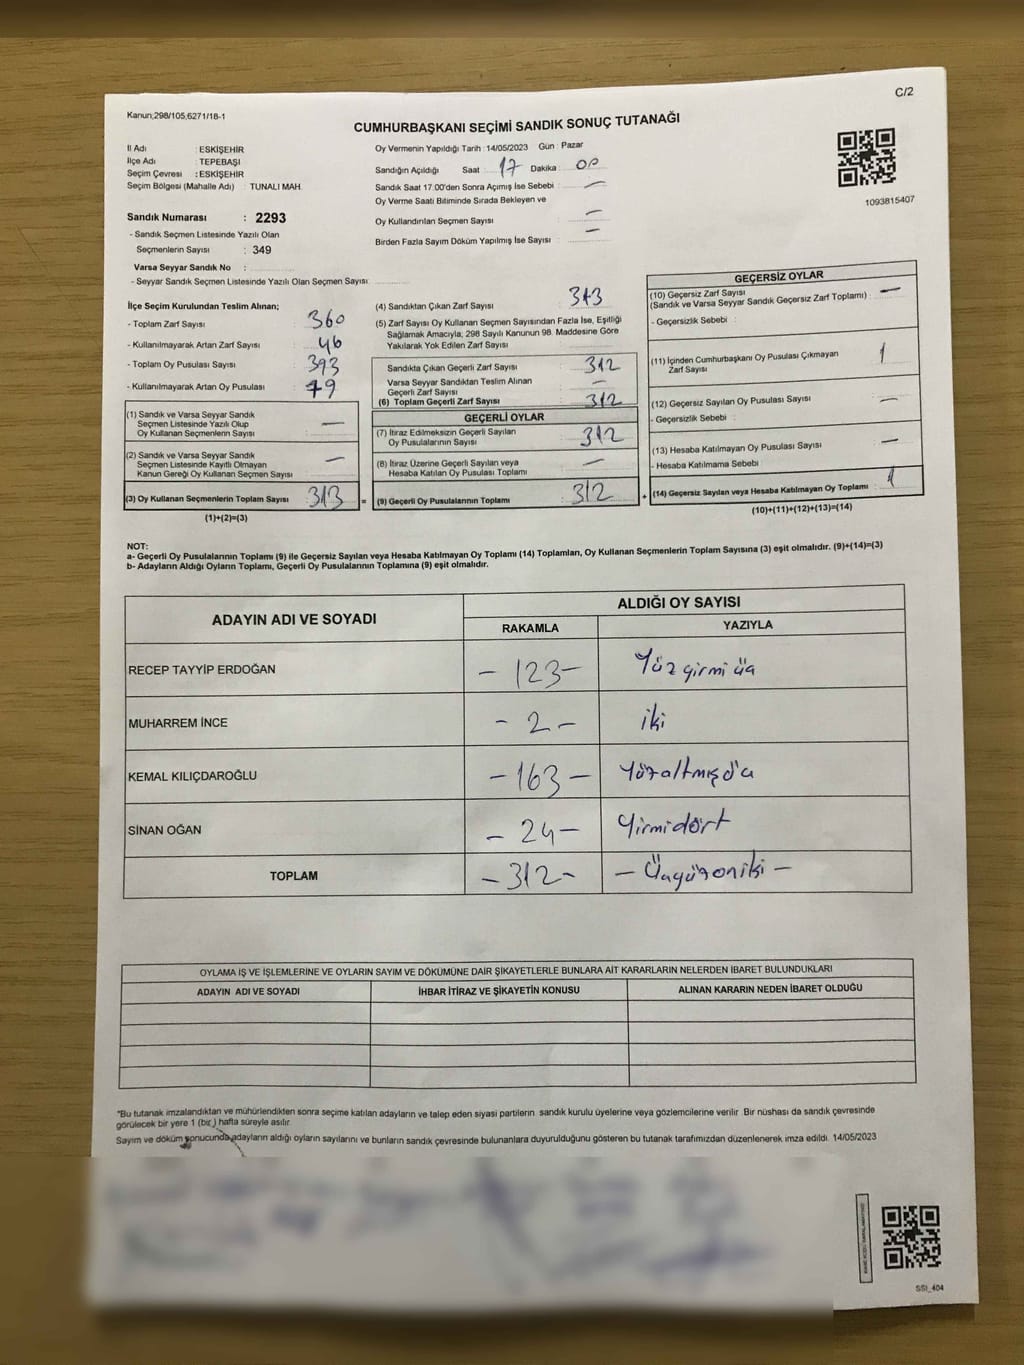 C/2
Kanun;298/105,6271/18-1
CUMHURBAŞKANI SEÇİMİ SANDIK SONUÇ TUTANAĞI
İl Adı : ESKİŞEHİR
İlçe Adı : TEPEBAŞI
Seçim Çevresi : ESKİŞEHİR
Seçim Bölgesi (Mahalle Adı) : TUNALI MAH.
Oy Vermenin Yapıldığı Tarih : 14/05/2023 Gün : Pazar
Sandığın Açıldığı Saat 17 Dakika : 00
Sandık Saat 17.00'den Sonra Açımış İse Sebebi : —
Oy Verme Saati Bitiminde Sırada Bekleyen ve
Oy Kullandırılan Seçmen Sayısı —
Birden Fazla Sayım Döküm Yapılmış İse Sayısı —
1093815407
Sandık Numarası : 2293
- Sandık Seçmen Listesinde Yazılı Olan
Seçmenlerin Sayısı : 349
Varsa Seyyar Sandık No :
- Seyyar Sandık Seçmen Listesinde Yazılı Olan Seçmen Sayısı:
İlçe Seçim Kurulundan Teslim Alınan;
- Toplam Zarf Sayısı : 360
- Kullanılmayarak Artan Zarf Sayısı : 46
- Toplam Oy Pusulası Sayısı : 393
- Kullanılmayarak Artan Oy Pusulası : 79
(1) Sandık ve Varsa Seyyar Sandık
Seçmen Listesinde Yazılı Olup
Oy Kullanan Seçmenlerin Sayısı : —
(2) Sandık ve Varsa Seyyar Sandık
Seçmen Listesinde Kayıtlı Olmayan
Kanun Gereği Oy Kullanan Seçmen Sayısı —
(3) Oy Kullanan Seçmenlerin Toplam Sayısı : 313 =
(1)+(2)=(3)
(4) Sandıktan Çıkan Zarf Sayısı : 313
(5) Zarf Sayısı Oy Kullanan Seçmen Sayısından Fazla İse, Eşitliği
Sağlamak Amacıyla; 298 Sayılı Kanunun 98. Maddesine Göre
Yakılarak Yok Edilen Zarf Sayısı :
Sandıkta Çıkan Geçerli Zarf Sayısı : 312
Varsa Seyyar Sandıktan Teslim Alınan
Geçerli Zarf Sayısı : —
(6) Toplam Geçerli Zarf Sayısı : 312
GEÇERLİ OYLAR
(7) İtiraz Edilmeksizin Geçerli Sayılan
Oy Pusulalarının Sayısı : 312
(8) İtiraz Üzerine Geçerli Sayılan veya
Hesaba Katılan Oy Pusulası Toplamı : —
(9) Geçerli Oy Pusulalarının Toplamı : 312 +
GEÇERSİZ OYLAR
(10) Geçersiz Zarf Sayısı
(Sandık ve Varsa Seyyar Sandık Geçersiz Zarf Toplamı) : —
- Geçersizlik Sebebi :
(11) İçinden Cumhurbaşkanı Oy Pusulası Çıkmayan
Zarf Sayısı : 1
(12) Geçersiz Sayılan Oy Pusulası Sayısı : —
- Geçersizlik Sebebi :
(13) Hesaba Katılmayan Oy Pusulası Sayısı : —
- Hesaba Katılmama Sebebi
(14) Geçersiz Sayılan veya Hesaba Katılmayan Oy Toplamı : 1
(10)+(11)+(12)+(13)=(14)
NOT:
a- Geçerli Oy Pusulalarının Toplamı (9) ile Geçersiz Sayılan veya Hesaba Katılmayan Oy Toplamı (14) Toplamları, Oy Kullanan Seçmenlerin Toplam Sayısına (3) eşit olmalıdır. (9)+(14)=(3)
b- Adayların Aldığı Oyların Toplamı, Geçerli Oy Pusulalarının Toplamına (9) eşit olmalıdır.
ADAYIN ADI VE SOYADI
ALDIĞI OY SAYISI
RAKAMLA YAZIYLA
RECEP TAYYİP ERDOĞAN - 123 - Yüzyirmiüç
MUHARREM İNCE - 2 - iki
KEMAL KILIÇDAROĞLU - 163 - Yüzaltmışüç
SİNAN OĞAN - 24 - Yirmidört
TOPLAM - 312 - - Üçyüzoniki -
OYLAMA İŞ VE İŞLEMLERİNE VE OYLARIN SAYIM VE DÖKÜMÜNE DAİR ŞİKAYETLERLE BUNLARA AİT KARARLARIN NELERDEN İBARET BULUNDUKLARI
ADAYIN ADI VE SOYADI İHBAR İTİRAZ VE ŞİKAYETİN KONUSU ALINAN KARARIN NEDEN İBARET OLDUĞU
*Bu tutanak imzalandıktan ve mühürlendikten sonra seçime katılan adayların ve talep eden siyasi partilerin sandık kurulu üyelerine veya gözlemcilerine verilir. Bir nüshası da sandık çevresinde
görülecek bir yere 1 (bir) hafta süreyle asılır.
Sayım ve döküm sonucunda adayların aldığı oyların sayılarını ve bunların sandık çevresinde bulunanlara duyurulduğunu gösteren bu tutanak tarafımızdan düzenlenerek imza edildi. 14/05/2023
SSI_404